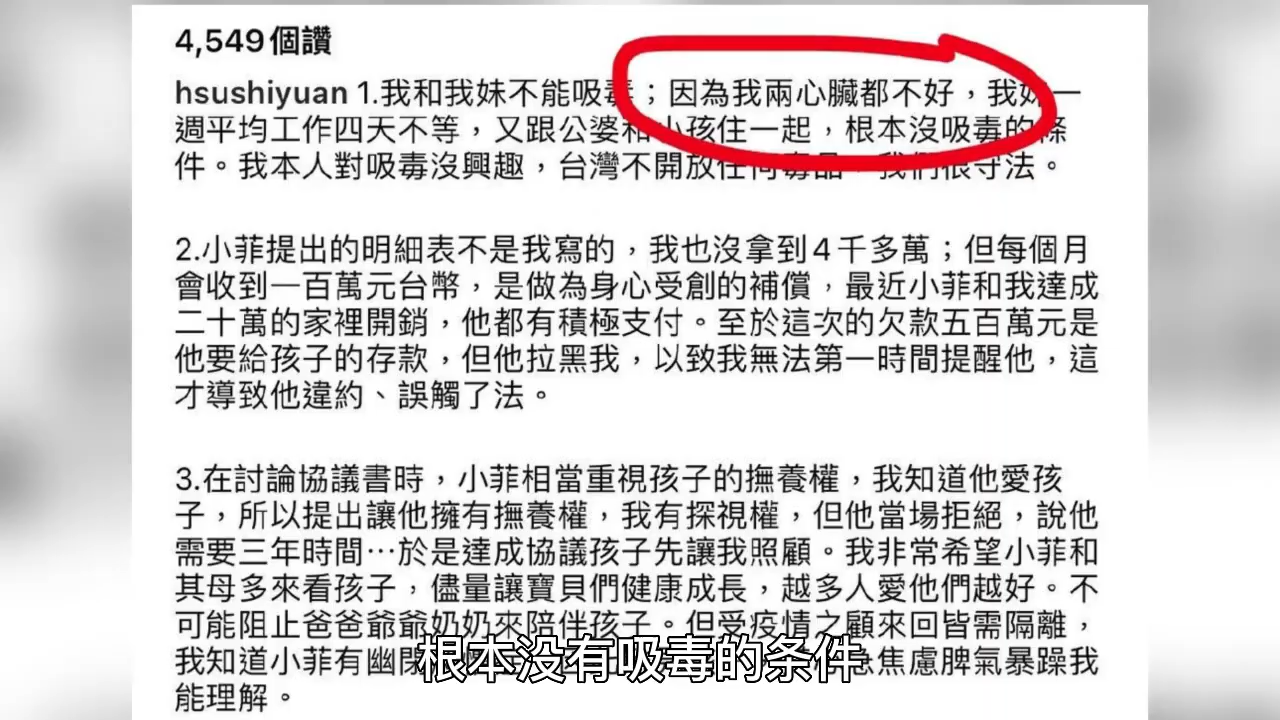 4,549個讚
hsushiyuan 1.我和我妹不能吸毒；因為我兩心臟都不好，我妹一
週平均工作四天不等，又跟公婆和小孩住一起，根本沒吸毒的條
件。我本人對吸毒沒興趣，台灣不開放任何毒品，我們很守法。
2.小菲提出的明細表不是我寫的，我也沒拿到4千多萬；但每個月
會收到一百萬元台幣，是做為身心受創的補償，最近小菲和我達成
二十萬的家裡開銷，他都有積極支付。至於這次的欠款五百萬元是
他要給孩子的存款，但他拉黑我，以致我無法第一時間提醒他，這
才導致他違約、誤觸了法。
3.在討論協議書時，小菲相當重視孩子的撫養權，我知道他愛孩
子，所以提出讓他擁有撫養權，我有探視權，但他當場拒絕，說他
需要三年時間…於是達成協議孩子先讓我照顧。我非常希望小菲和
其母多來看孩子，儘量讓寶貝們健康成長，越多人愛他們越好。不
可能阻止爸爸爺爺奶奶來陪伴孩子。但受疫情之顧來回皆需隔離，
我知道小菲有幽閉焦慮脾氣暴躁我
能理解。
根本没有吸毒的条件